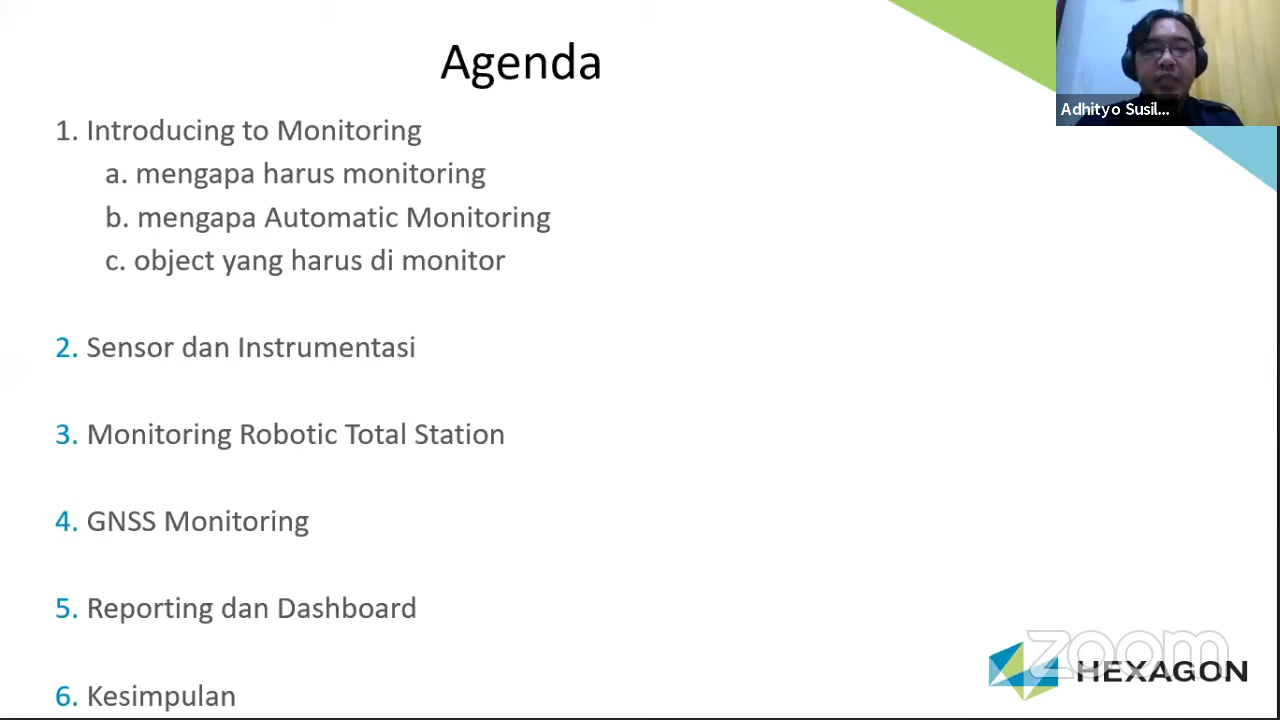 Agenda
Adhityo Susil...
1. Introducing to Monitoring
a. mengapa harus monitoring
b. mengapa Automatic Monitoring
c. object yang harus di monitor
2. Sensor dan Instrumentasi
3. Monitoring Robotic Total Station
4. GNSS Monitoring
5. Reporting dan Dashboard
6. Kesimpulan
zoom
HEXAGON